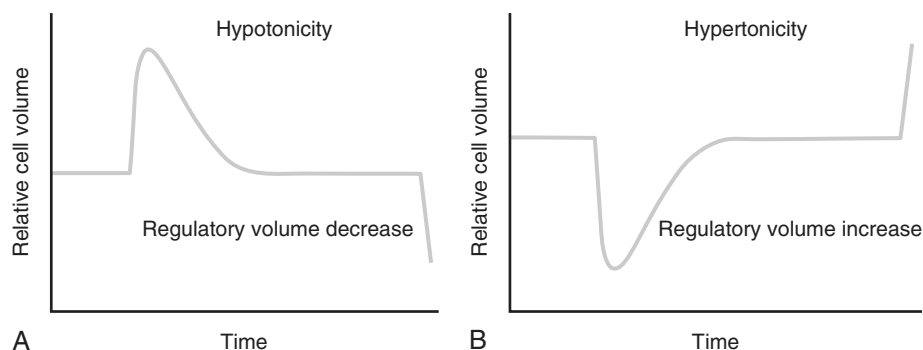 Hypotonicity
Relative cell volume
Regulatory volume decrease
A
Time
Hypertonicity
Relative cell volume
Regulatory volume increase
B
Time